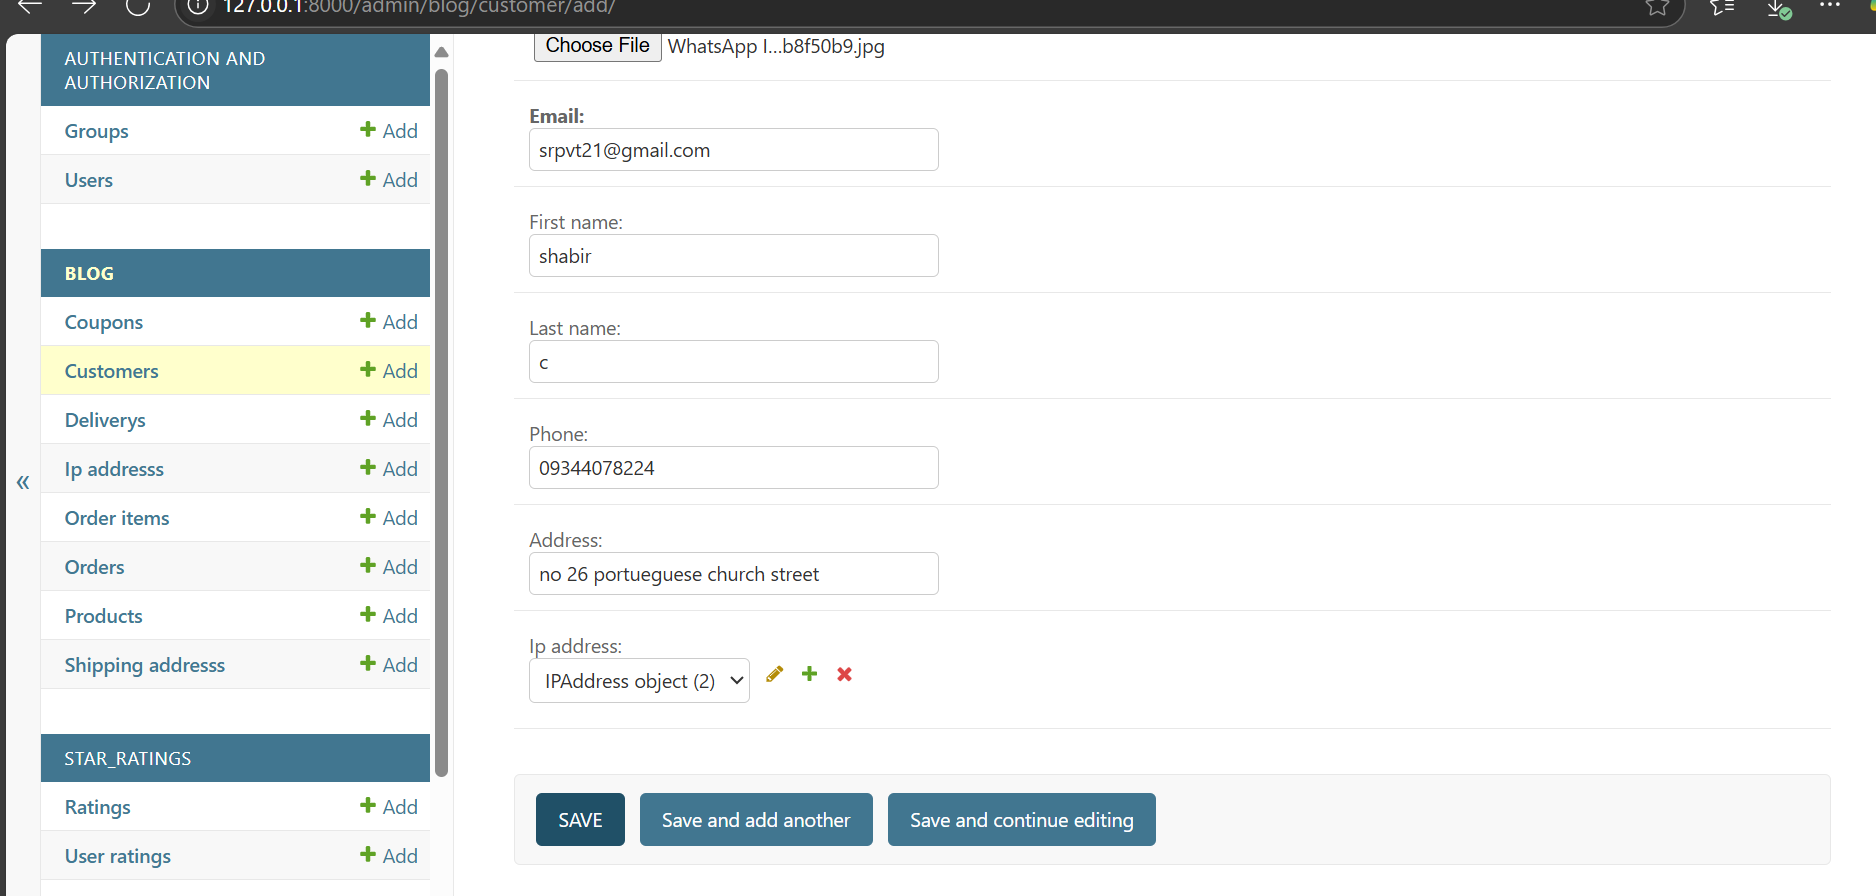 127.0.0.1:8000/admin/blog/customer/add/
AUTHENTICATION AND
AUTHORIZATION
Groups
Add
Users
Add
BLOG
Coupons
Add
Customers
Add
Deliverys
Add
Ip addresss
Add
Order items
Add
Orders
Add
Products
Add
Shipping addresss
Add
STAR_RATINGS
Ratings
Add
User ratings
Add
«
Choose File WhatsApp I...b8f50b9.jpg
Email:
srpvt21@gmail.com
First name:
shabir
Last name:
c
Phone:
09344078224
Address:
no 26 portueguese church street
Ip address:
IPAddress object (2)
SAVE
Save and add another
Save and continue editing